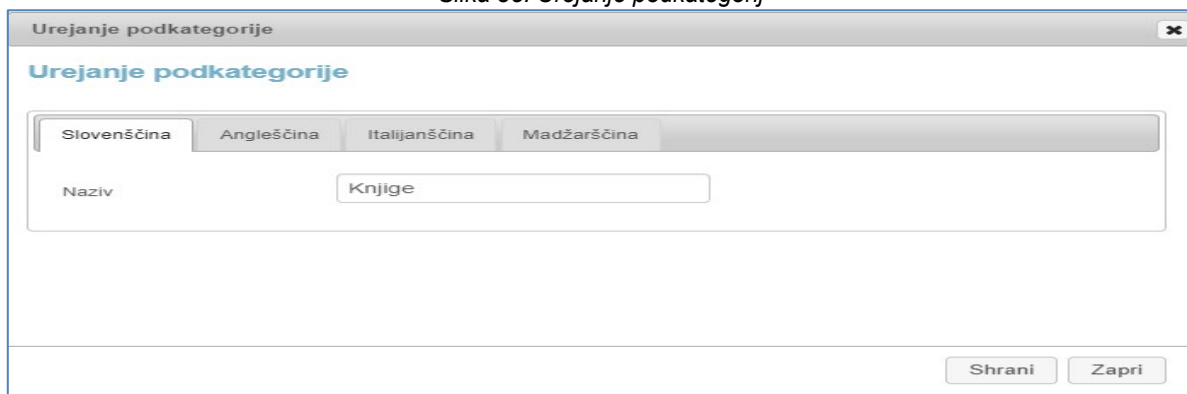 Urejanje podkategorije
Urejanje podkategorije
Slovenščina Angleščina Italijanščina Madžarščina
Naziv Knjige
Shrani Zapri